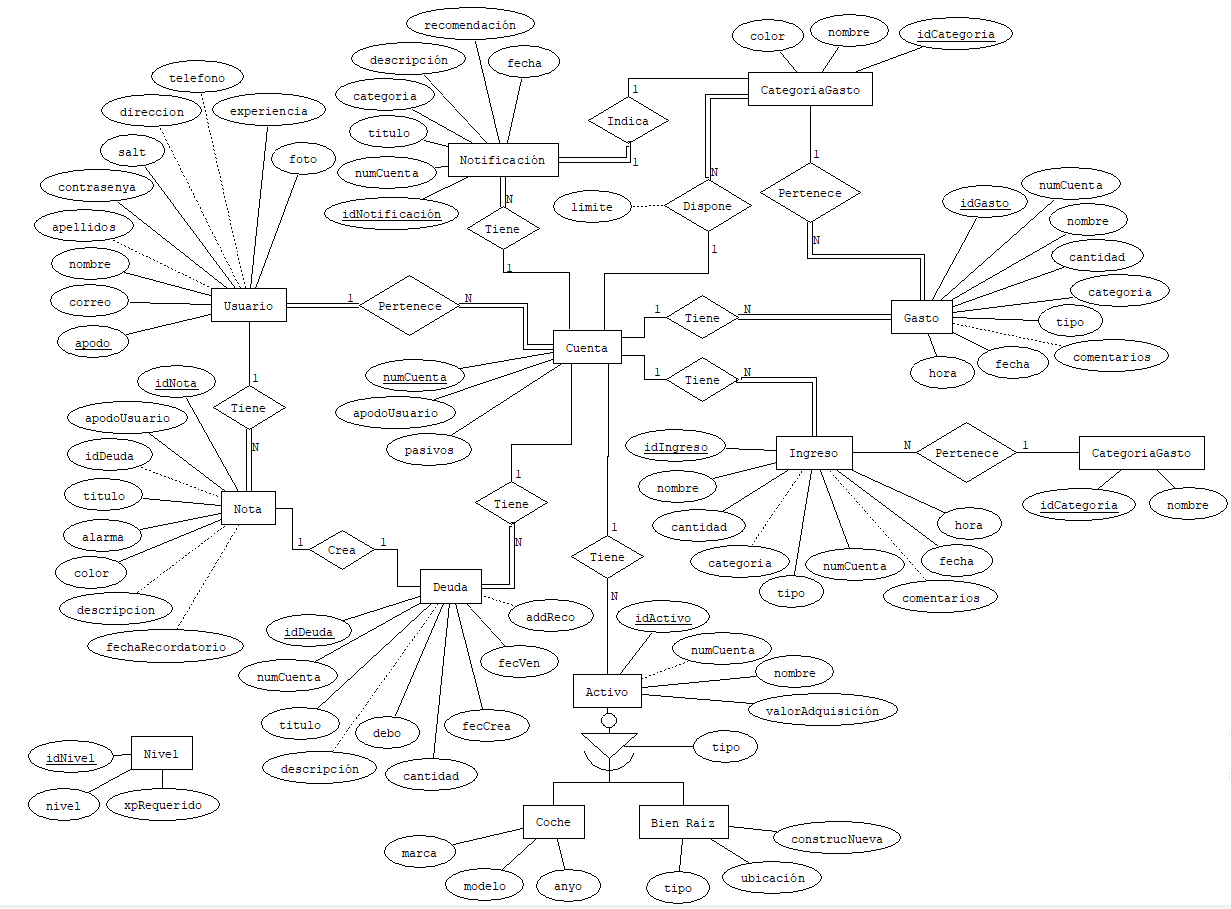 recomendación
color
nombre
idCategoria
descripción
fecha
telefono
CategoriaGasto
categoria
1
direccion
experiencia
Indica
titulo
salt
foto
Notificación
1
1
numCuenta
N
contrasenya
Pertenece
numCuenta
idNotificación
N
limite
Dispone
idGasto
nombre
apellidos
Tiene
N
cantidad
nombre
1
1
categoria
correo
Usuario
1
Pertenece
N
1
Tiene
N
Gasto
tipo
apodo
Cuenta
comentarios
hora
fecha
idNota
1
numCuenta
1
Tiene
N
apodoUsuario
Tiene
apodoUsuario
idDeuda
N
pasivos
idIngreso
Ingreso
N
Pertenece
1
CategoriaGasto
titulo
1
nombre
Nota
Tiene
idCategoria
nombre
alarma
1
Crea
1
N
1
cantidad
hora
color
Tiene
categoria
numCuenta
fecha
descripcion
Deuda
N
tipo
comentarios
fechaRecordatorio
idDeuda
addReco
idActivo
numCuenta
fecVen
numCuenta
nombre
Activo
titulo
debo
fecCrea
valorAdquisición
descripción
cantidad
tipo
idNivel
Nivel
nivel
xpRequerido
Coche
Bien Raíz
construcNueva
marca
modelo
anyo
tipo
ubicación